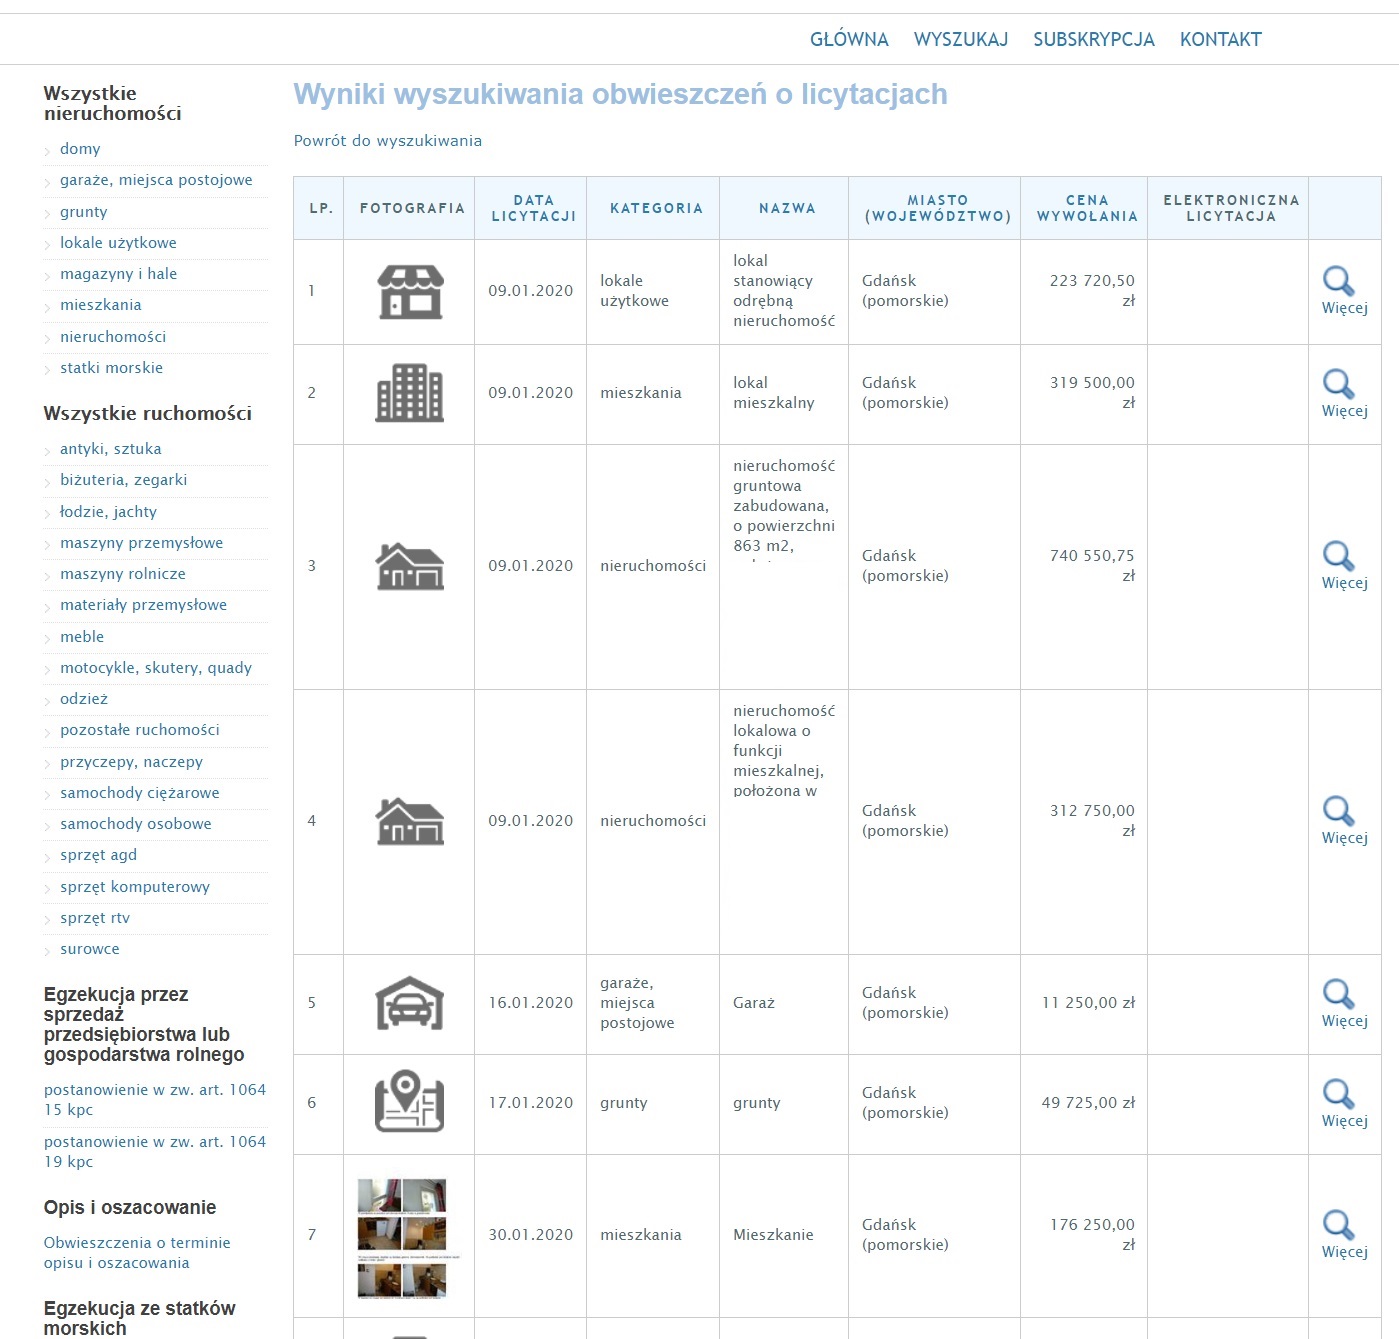 GŁÓWNA WYSZUKAJ SUBSKRYPCJA KONTAKT
Wszystkie
nieruchomości
domy
garaże, miejsca postojowe
grunty
lokale użytkowe
magazyny i hale
mieszkania
nieruchomości
statki morskie
Wszystkie ruchomości
antyki, sztuka
biżuteria, zegarki
łodzie, jachty
maszyny przemysłowe
maszyny rolnicze
materiały przemysłowe
meble
motocykle, skutery, quady
odzież
pozostałe ruchomości
przyczepy, naczepy
samochody ciężarowe
samochody osobowe
sprzęt agd
sprzęt komputerowy
sprzęt rtv
surowce
Egzekucja przez
sprzedaż
przedsiębiorstwa lub
gospodarstwa rolnego
postanowienie w zw. art. 1064
15 kpc
postanowienie w zw. art. 1064
19 kpc
Opis i oszacowanie
Obwieszczenia o terminie
opisu i oszacowania
Egzekucja ze statków
morskich
Wyniki wyszukiwania obwieszczeń o licytacjach
Powrót do wyszukiwania
LP.
FOTOGRAFIA
DATA
LICYTACJI
KATEGORIA
NAZWA
MIASTO
(WOJEWÓDZTWO)
CENA
WYWOŁANIA
ELEKTRONICZNA
LICYTACJA
1
09.01.2020
lokale
użytkowe
lokal
stanowiący
odrębną
nieruchomość
Gdańsk
(pomorskie)
223 720,50
zł
Więcej
2
09.01.2020
mieszkania
lokal
mieszkalny
Gdańsk
(pomorskie)
319 500,00
zł
Więcej
3
09.01.2020
nieruchomości
nieruchomość
gruntowa
zabudowana,
o powierzchni
863 m2,
Gdańsk
(pomorskie)
740 550,75
zł
Więcej
4
09.01.2020
nieruchomości
nieruchomość
lokalowa o
funkcji
mieszkalnej,
położona w
Gdańsk
(pomorskie)
312 750,00
zł
Więcej
5
16.01.2020
garaże,
miejsca
postojowe
Garaż
Gdańsk
(pomorskie)
11 250,00 zł
Więcej
6
17.01.2020
grunty
grunty
Gdańsk
(pomorskie)
49 725,00 zł
Więcej
7
30.01.2020
mieszkania
Mieszkanie
Gdańsk
(pomorskie)
176 250,00
zł
Więcej